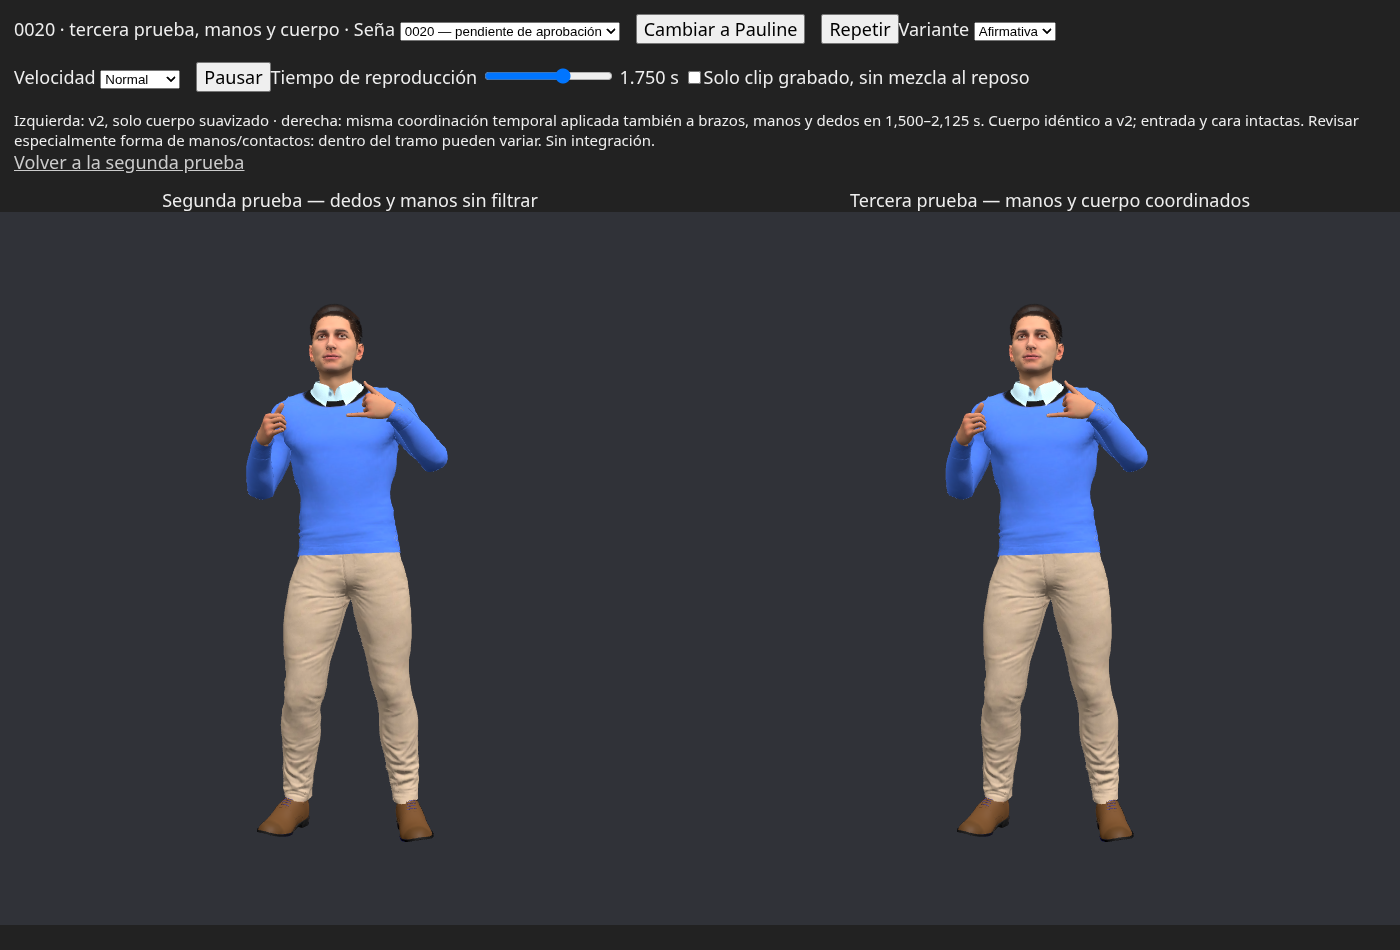 0020 · tercera prueba, manos y cuerpo · Seña 0020 — pendiente de aprobación Cambiar a Pauline Repetir Variante Afirmativa
Velocidad Normal Pausar Tiempo de reproducción 1.750 s Solo clip grabado, sin mezcla al reposo
Izquierda: v2, solo cuerpo suavizado · derecha: misma coordinación temporal aplicada también a brazos, manos y dedos en 1,500–2,125 s. Cuerpo idéntico a v2; entrada y cara intactas. Revisar
especialmente forma de manos/contactos: dentro del tramo pueden variar. Sin integración.
Volver a la segunda prueba
Segunda prueba — dedos y manos sin filtrar
Tercera prueba — manos y cuerpo coordinados